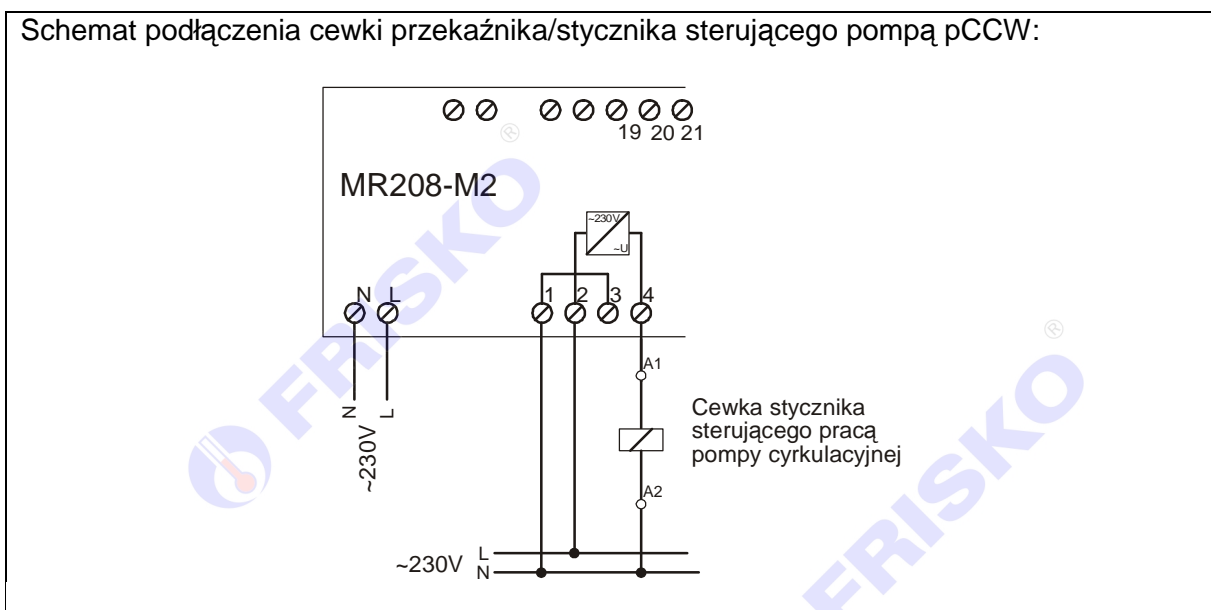 Schemat podłączenia cewki przekaźnika/stycznika sterującego pompą pCCW:
19 20 21
®
MR208-M2
~230V
~U
N L 1 2 3 4
FRISKO
®
A1
N L
~230V
Cewka stycznika
sterującego pracą
pompy cyrkulacyjnej
A2
FRISKO
~230V L
N